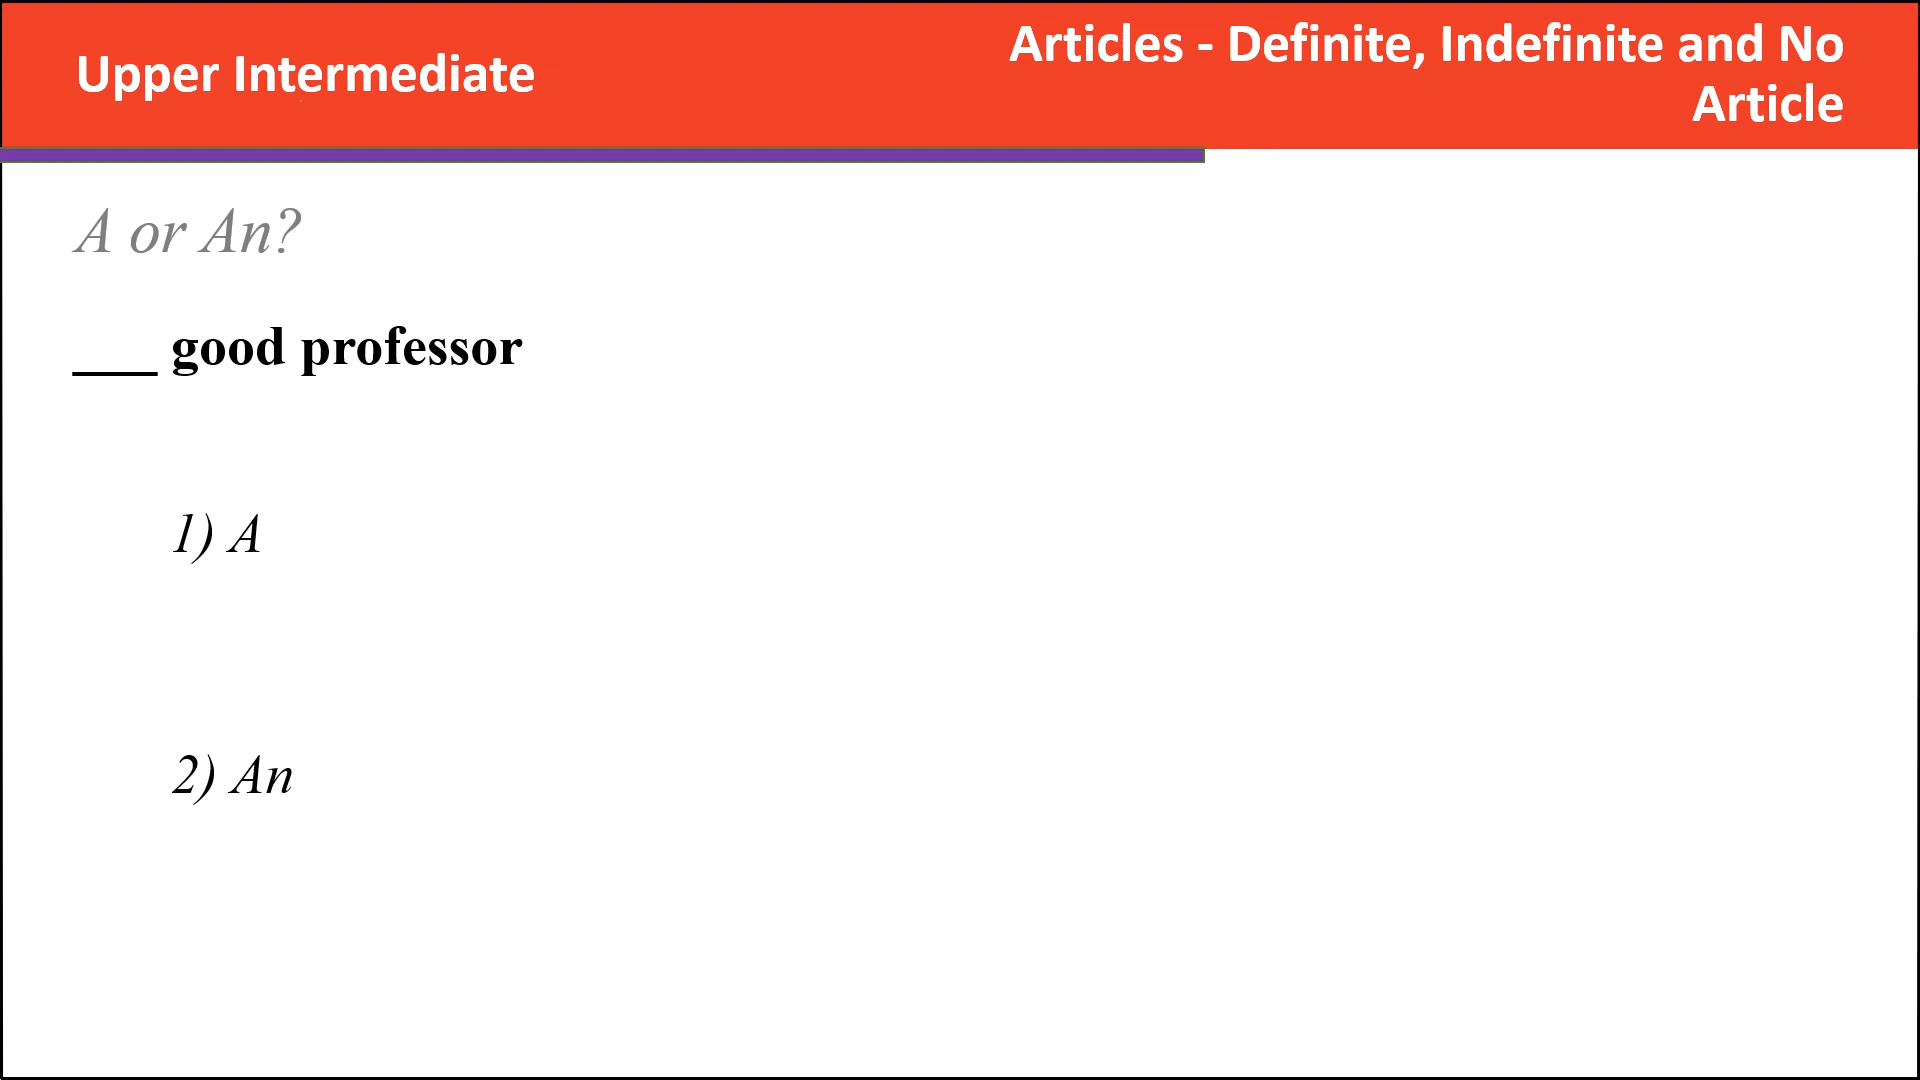 Upper Intermediate
Articles - Definite, Indefinite and No
Article
A or An?
___ good professor
1) A
2) An